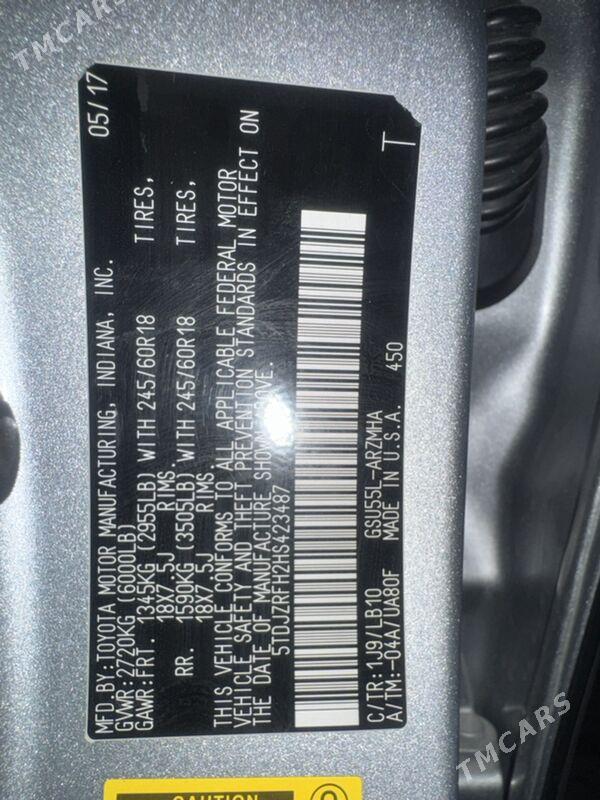 TMCARS
MFD BY:TOYOTA MOTOR MANUFACTURING, INDIANA, INC. 05/17
GVWR:2720KG (6000LB)
GAWR:FRT. 1345KG (2955LB) WITH 245/60R18 TIRES,
18X7.5J RIMS.
RR. 1590KG (3505LB) WITH 245/60R18 TIRES,
18X7.5J RIMS.
THIS VEHICLE CONFORMS TO ALL APPLICABLE FEDERAL MOTOR
VEHICLE SAFETY AND THEFT PREVENTION STANDARDS IN EFFECT ON
THE DATE OF MANUFACTURE SHOWN ABOVE.
5TDJZRFH2HS423487
C/TR:1J9/LB10 GSU55L-ARZMHA T
A/TM:-04A/UA80F MADE IN U.S.A. 450
CAUTION
TMCARS